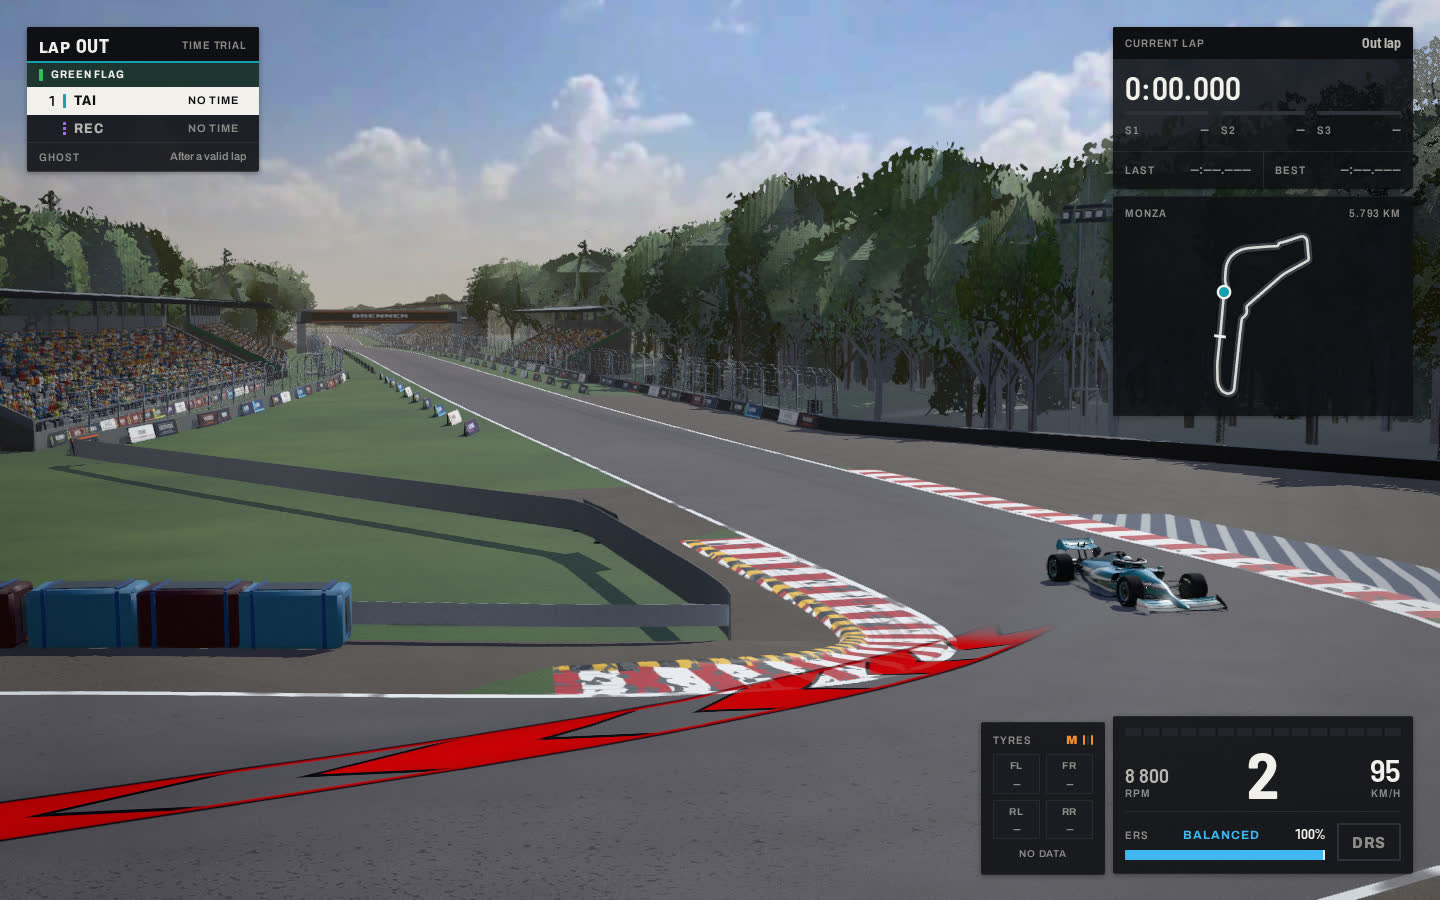 LAP OUT TIME TRIAL
GREEN FLAG
1 TAI NO TIME
REC NO TIME
GHOST After a valid lap
BRENNER
CURRENT LAP Out lap
0:00.000
S1 – S2 – S3 –
LAST –:––.––– BEST –:––.–––
MONZA 5.793 KM
TYRES M
FL FR
– –
RL RR
– –
NO DATA
8 800
RPM
2
95
KM/H
ERS BALANCED 100%
DRS